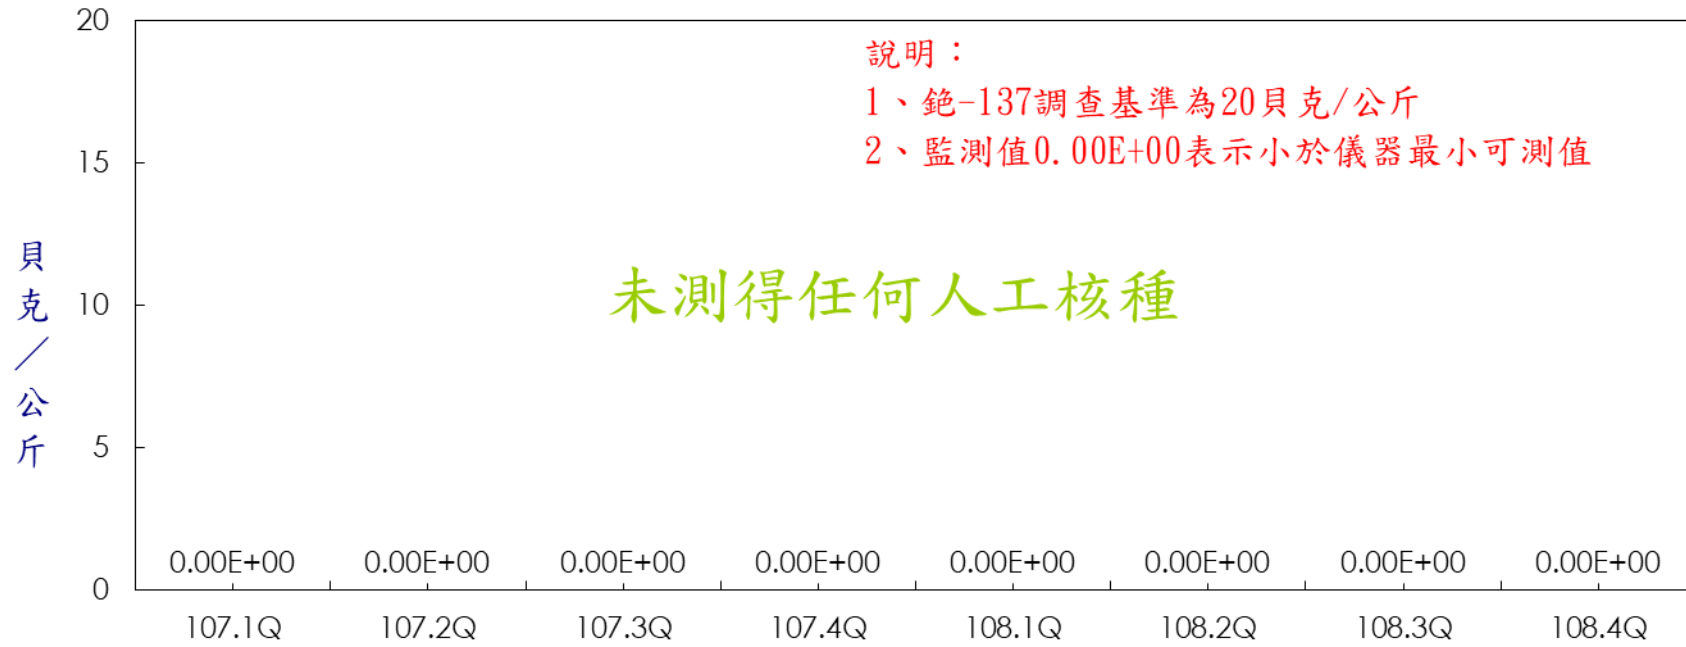 20
說明：
1、銫-137調查基準為20貝克/公斤
2、監測值0.00E+00表示小於儀器最小可測值
15
貝克／公斤
未測得任何人工核種
10
5
0.00E+00 0.00E+00 0.00E+00 0.00E+00 0.00E+00 0.00E+00 0.00E+00 0.00E+00
0
107.1Q 107.2Q 107.3Q 107.4Q 108.1Q 108.2Q 108.3Q 108.4Q